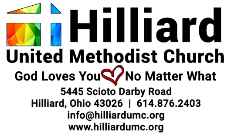 Hilliard
United Methodist Church
God Loves You No Matter What
5445 Scioto Darby Road
Hilliard, Ohio 43026 | 614.876.2403
info@hilliardumc.org
www.hilliardumc.org